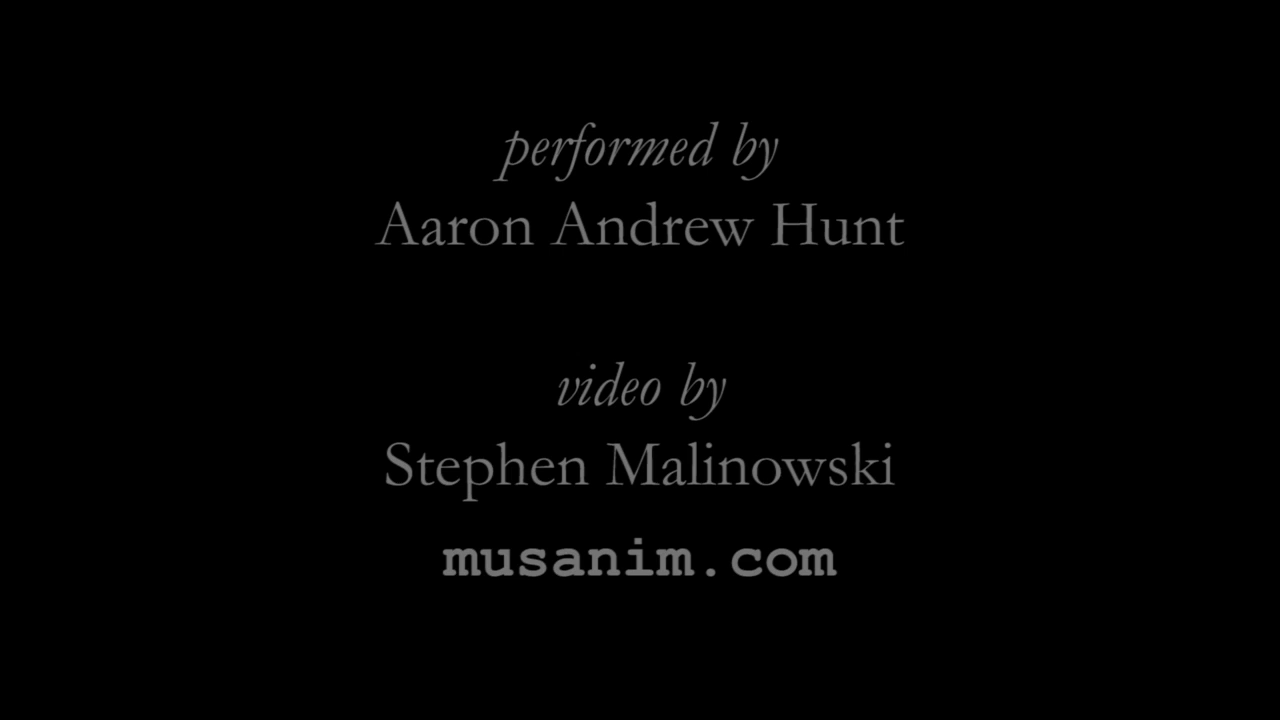 performed by
Aaron Andrew Hunt
video by
Stephen Malinowski
musanim.com